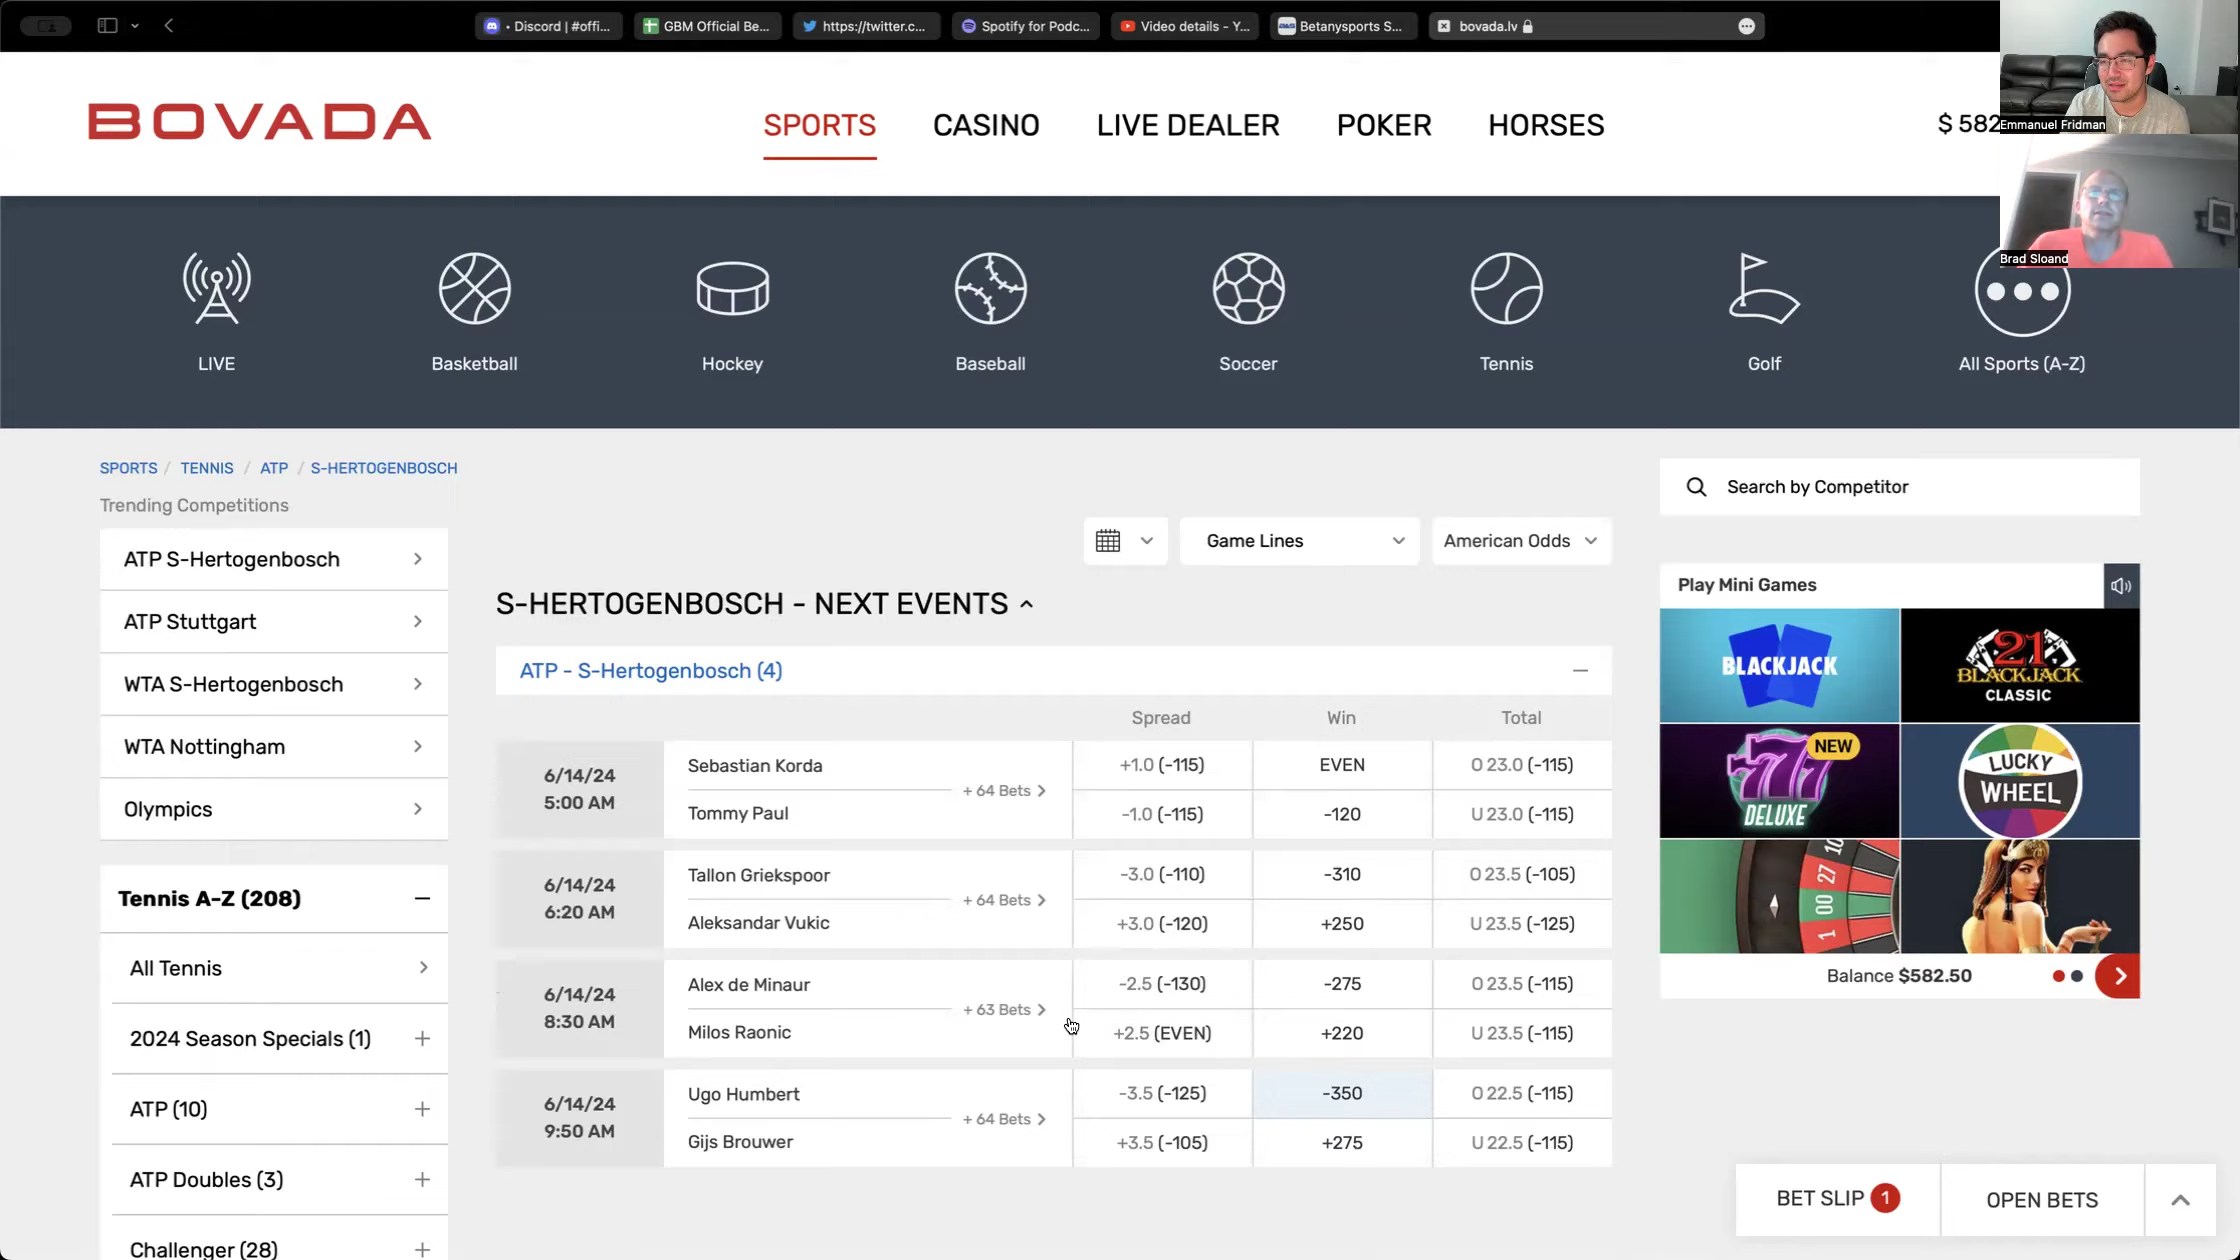 • Discord | #offi...
GBM Official Be...
https://twitter.c...
Spotify for Podc...
Video details - Y...
Betanysports S...
bovada.lv
BOVADA
SPORTS
CASINO
LIVE DEALER
POKER
HORSES
$ 582
Emmanuel Fridman
Brad Sloand
LIVE
Basketball
Hockey
Baseball
Soccer
Tennis
Golf
All Sports (A-Z)
SPORTS / TENNIS / ATP / S-HERTOGENBOSCH
Trending Competitions
ATP S-Hertogenbosch
ATP Stuttgart
WTA S-Hertogenbosch
WTA Nottingham
Olympics
Tennis A-Z (208)
All Tennis
2024 Season Specials (1)
ATP (10)
ATP Doubles (3)
Challenger (28)
Game Lines
American Odds
S-HERTOGENBOSCH - NEXT EVENTS
ATP - S-Hertogenbosch (4)
Spread Win Total
6/14/24
5:00 AM
Sebastian Korda
Tommy Paul
+ 64 Bets
+1.0 (-115) EVEN O 23.0 (-115)
-1.0 (-115) -120 U 23.0 (-115)
6/14/24
6:20 AM
Tallon Griekspoor
Aleksandar Vukic
+ 64 Bets
-3.0 (-110) -310 O 23.5 (-105)
+3.0 (-120) +250 U 23.5 (-125)
6/14/24
8:30 AM
Alex de Minaur
Milos Raonic
+ 63 Bets
-2.5 (-130) -275 O 23.5 (-115)
+2.5 (EVEN) +220 U 23.5 (-115)
6/14/24
9:50 AM
Ugo Humbert
Gijs Brouwer
+ 64 Bets
-3.5 (-125) -350 O 22.5 (-115)
+3.5 (-105) +275 U 22.5 (-115)
Search by Competitor
Play Mini Games
BLACKJACK
21
BLACKJACK
CLASSIC
NEW
777
DELUXE
LUCKY
WHEEL
10
27
00
1
Balance $582.50
BET SLIP 1
OPEN BETS